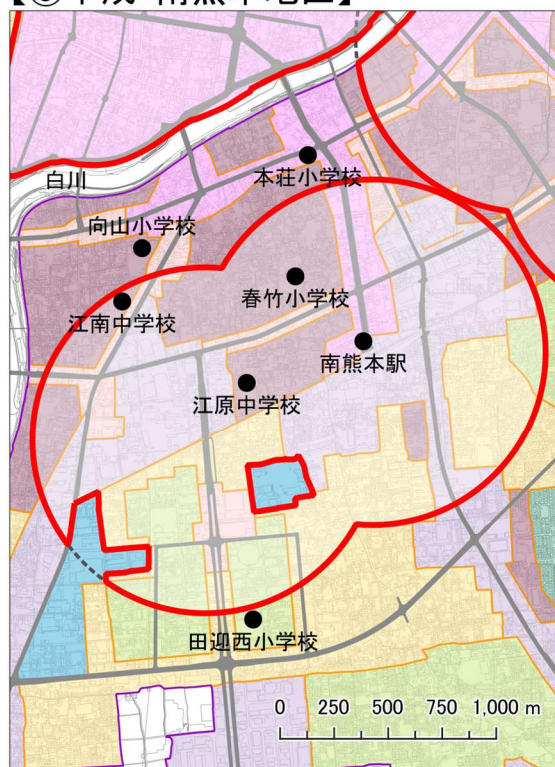 本荘小学校
白川
向山小学校
春竹小学校
江南中学校
南熊本駅
江原中学校
田迎西小学校
0 250 500 750 1,000 m